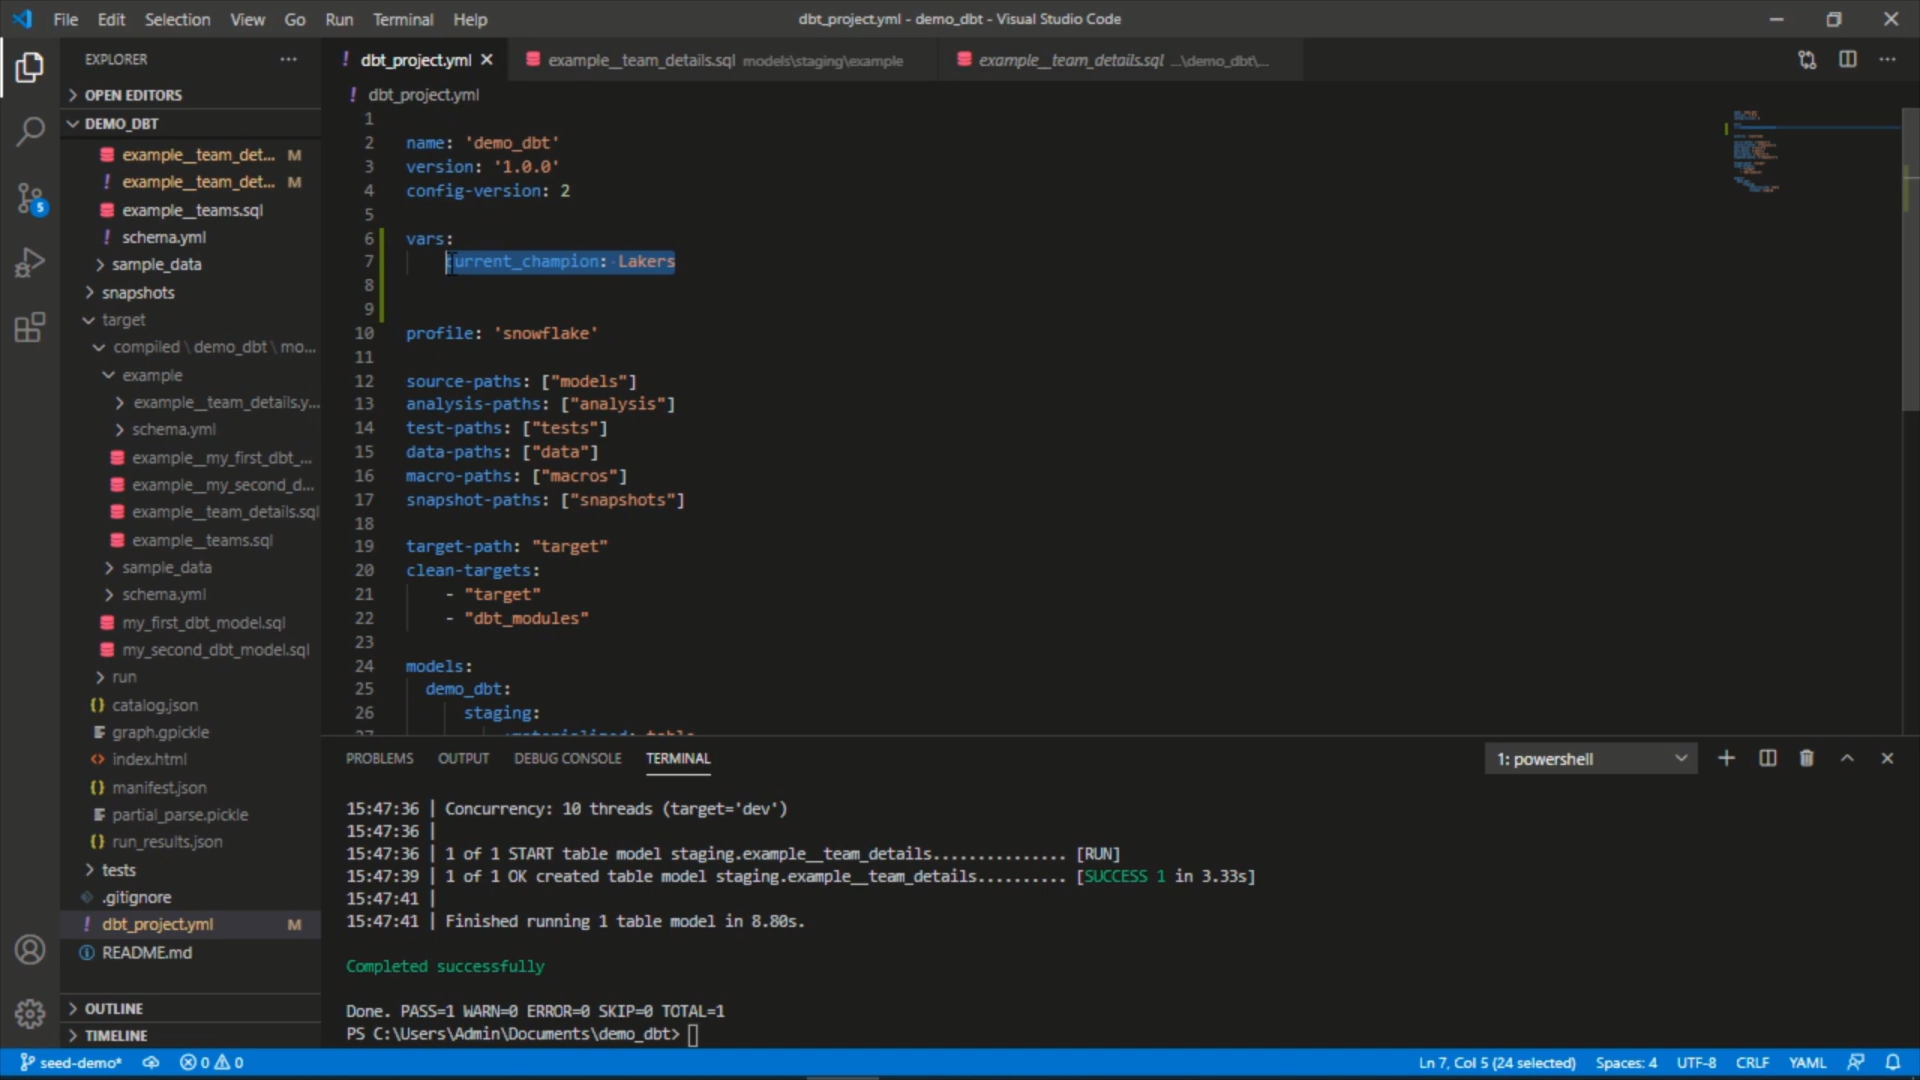 File Edit Selection View Go Run Terminal Help
dbt_project.yml - demo_dbt - Visual Studio Code
EXPLORER
OPEN EDITORS
DEMO_DBT
example__team_det... M
example__team_det... M
example__teams.sql
schema.yml
sample_data
snapshots
target
compiled \ demo_dbt \ mo...
example
example__team_details.y...
schema.yml
example__my_first_dbt_...
example__my_second_d...
example__team_details.sql
example__teams.sql
sample_data
schema.yml
my_first_dbt_model.sql
my_second_dbt_model.sql
run
catalog.json
graph.gpickle
index.html
manifest.json
partial_parse.pickle
run_results.json
tests
.gitignore
dbt_project.yml M
README.md
OUTLINE
TIMELINE
5
dbt_project.yml
example__team_details.sql models\staging\example
example__team_details.sql ...\demo_dbt\...
dbt_project.yml
1
2 name: 'demo_dbt'
3 version: '1.0.0'
4 config-version: 2
5
6 vars:
7 current_champion: Lakers
8
9
10 profile: 'snowflake'
11
12 source-paths: ["models"]
13 analysis-paths: ["analysis"]
14 test-paths: ["tests"]
15 data-paths: ["data"]
16 macro-paths: ["macros"]
17 snapshot-paths: ["snapshots"]
18
19 target-path: "target"
20 clean-targets:
21 - "target"
22 - "dbt_modules"
23
24 models:
25 demo_dbt:
26 staging:
27 +materialized: table
PROBLEMS OUTPUT DEBUG CONSOLE TERMINAL
1: powershell
15:47:36 | Concurrency: 10 threads (target='dev')
15:47:36 |
15:47:36 | 1 of 1 START table model staging.example__team_details............... [RUN]
15:47:39 | 1 of 1 OK created table model staging.example__team_details.......... [SUCCESS 1 in 3.33s]
15:47:41 |
15:47:41 | Finished running 1 table model in 8.80s.
Completed successfully
Done. PASS=1 WARN=0 ERROR=0 SKIP=0 TOTAL=1
PS C:\Users\Admin\Documents\demo_dbt>
seed-demo* 0 0
Ln 7, Col 5 (24 selected) Spaces: 4 UTF-8 CRLF YAML